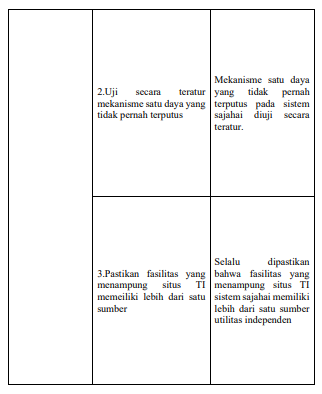 2.Uji secara teratur
mekanisme satu daya yang
tidak pernah terputus
Mekanisme satu daya
yang tidak pernah
terputus pada sistem
sajahai diuji secara
teratur.
3.Pastikan fasilitas yang
menampung situs TI
memeiliki lebih dari satu
sumber
Selalu dipastikan
bahwa fasilitas yang
menampung situs TI
sistem sajahai memiliki
lebih dari satu sumber
utilitas independen